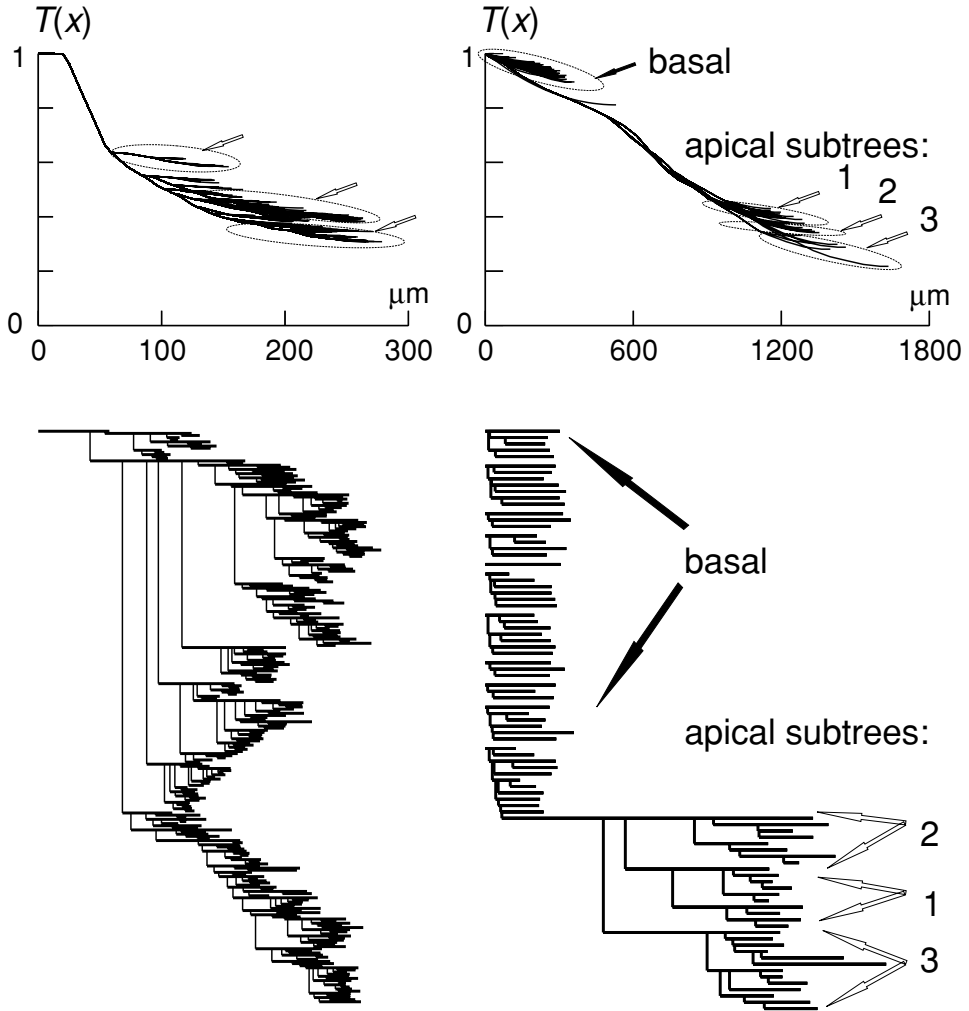 T(x)
1
0
0 100 200 300
μm
T(x)
1
basal
apical subtrees:
1
2
3
μm
0
0 600 1200 1800
basal
apical subtrees:
2
1
3